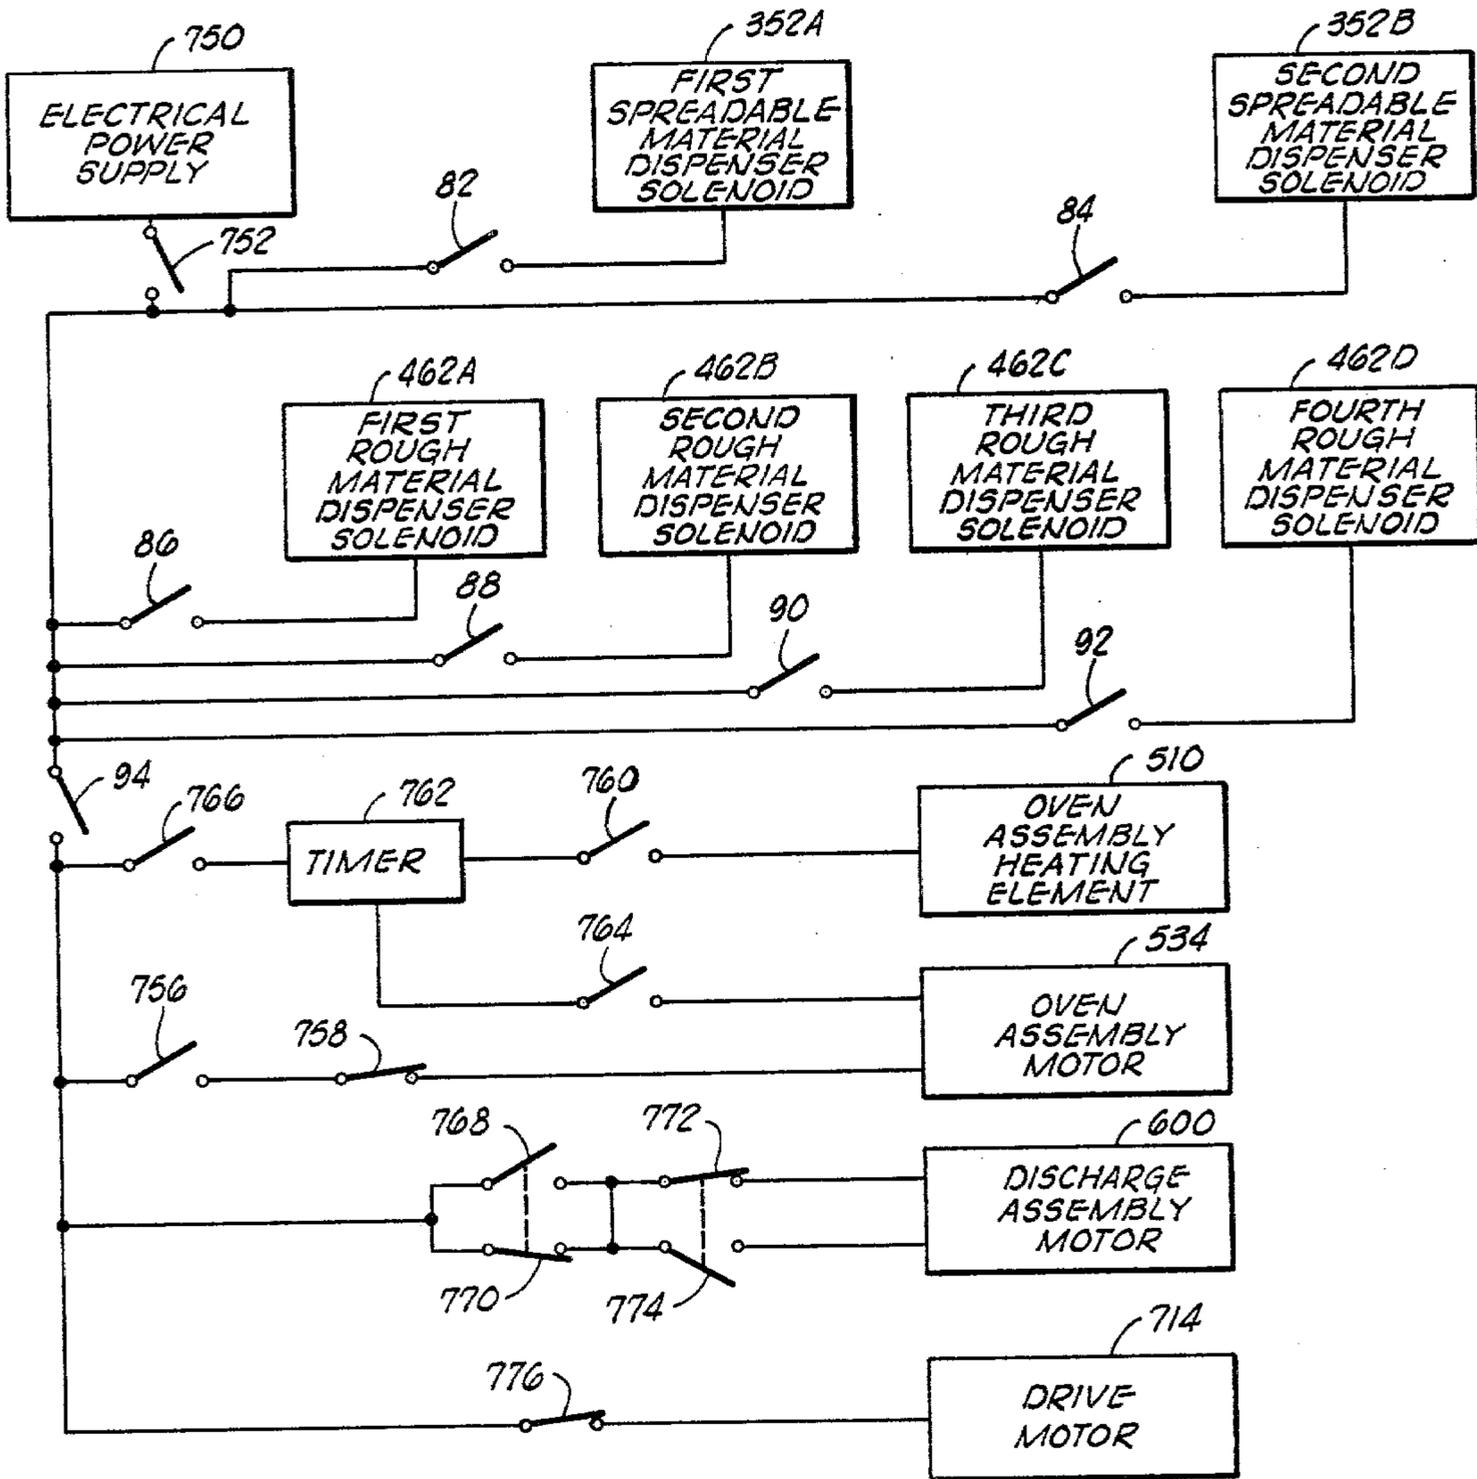 750
352A
352B
ELECTRICAL
POWER
SUPPLY
FIRST
SPREADABLE
MATERIAL
DISPENSER
SOLENOID
SECOND
SPREADABLE
MATERIAL
DISPENSER
SOLENOID
82
84
752
462A
462B
462C
462D
FIRST
ROUGH
MATERIAL
DISPENSER
SOLENOID
SECOND
ROUGH
MATERIAL
DISPENSER
SOLENOID
THIRD
ROUGH
MATERIAL
DISPENSER
SOLENOID
FOURTH
ROUGH
MATERIAL
DISPENSER
SOLENOID
86
88
90
92
94
766
762
760
510
TIMER
OVEN
ASSEMBLY
HEATING
ELEMENT
764
534
756
758
OVEN
ASSEMBLY
MOTOR
768
772
600
DISCHARGE
ASSEMBLY
MOTOR
770
774
714
776
DRIVE
MOTOR